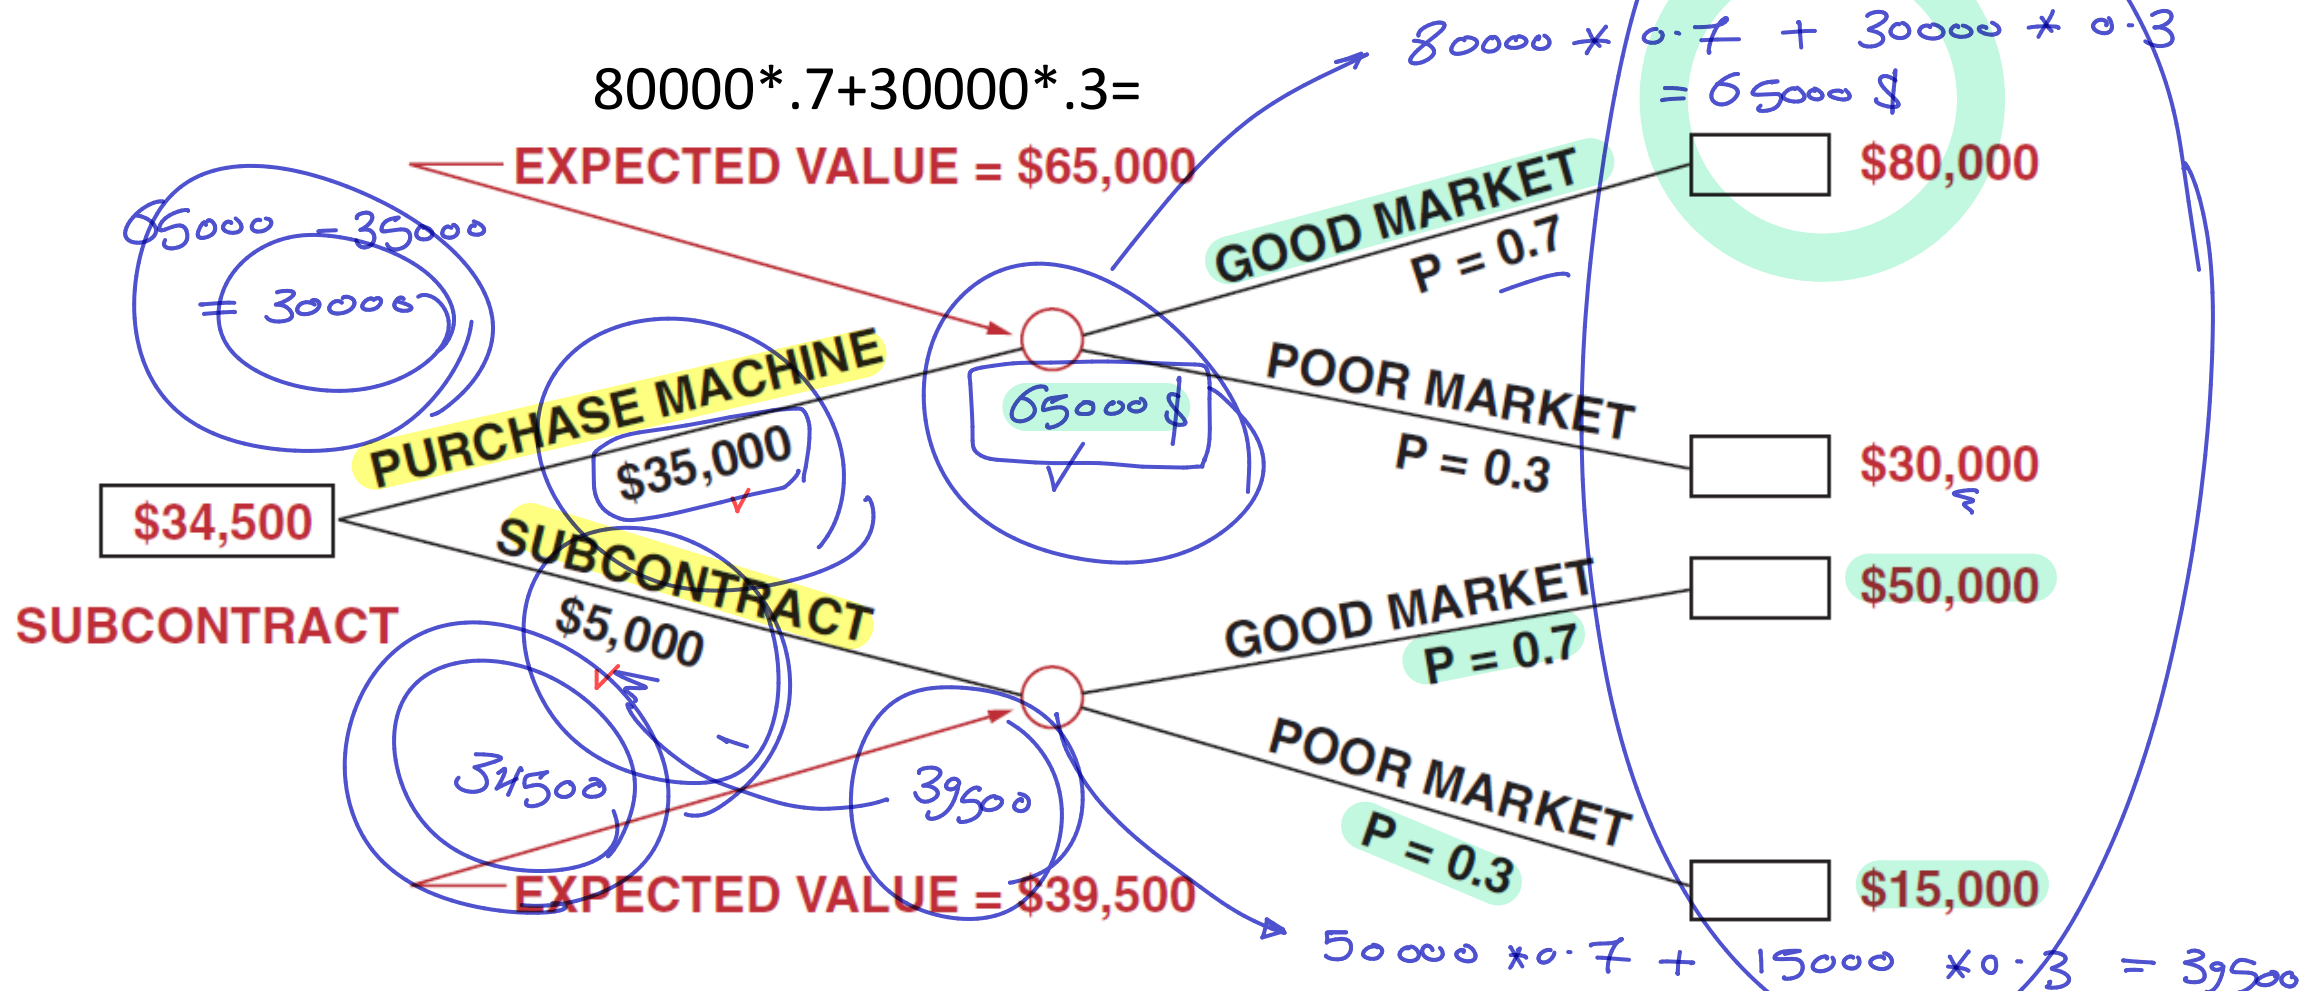 80000 * 0.7 + 30000 * 0.3
= 65000 $
80000*.7+30000*.3=
EXPECTED VALUE = $65,000
$80,000
GOOD MARKET
P = 0.7
65000 - 35000
= 30000
PURCHASE MACHINE
$35,000
65000 $
POOR MARKET
P = 0.3
$30,000
$34,500
SUBCONTRACT
SUBCONTRACT
$5,000
GOOD MARKET
P = 0.7
$50,000
34500
39500
POOR MARKET
P = 0.3
$15,000
EXPECTED VALUE = $39,500
50000 *0.7 + 15000 *0.3 = 39500